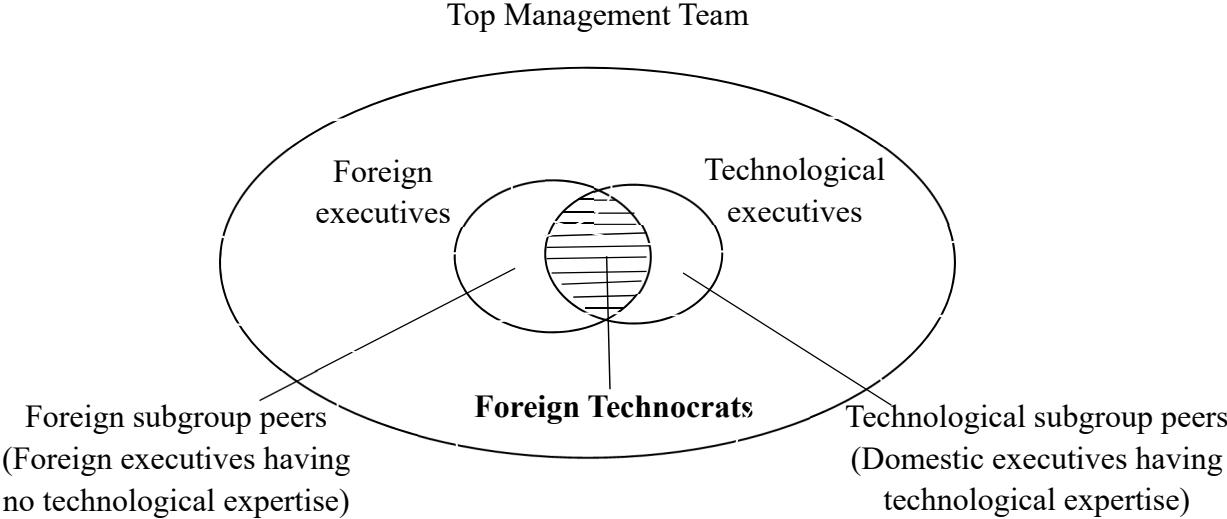 Top Management Team
Foreign
executives
Technological
executives
Foreign Technocrats
Foreign subgroup peers
(Foreign executives having
no technological expertise)
Technological subgroup peers
(Domestic executives having
technological expertise)